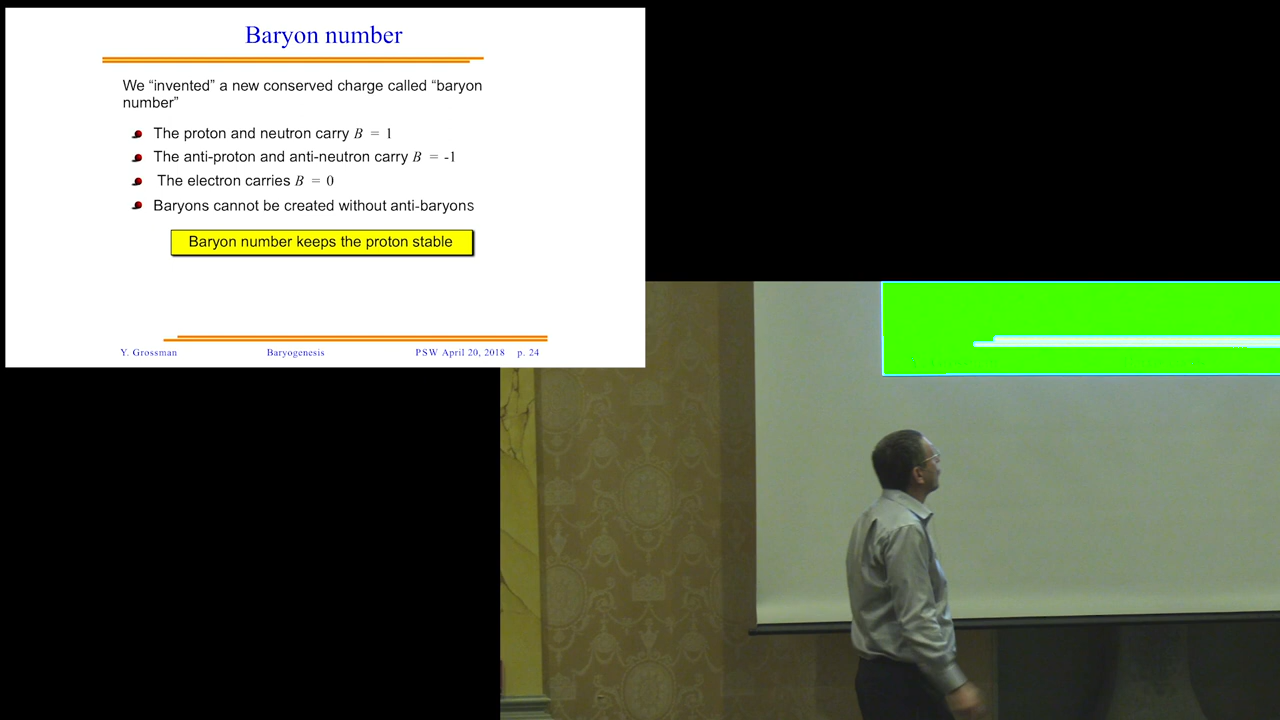 Baryon number
We “invented” a new conserved charge called “baryon
number”
The proton and neutron carry B = 1
The anti-proton and anti-neutron carry B = -1
The electron carries B = 0
Baryons cannot be created without anti-baryons
Baryon number keeps the proton stable
Y. Grossman Baryogenesis PSW April 20, 2018 p. 24